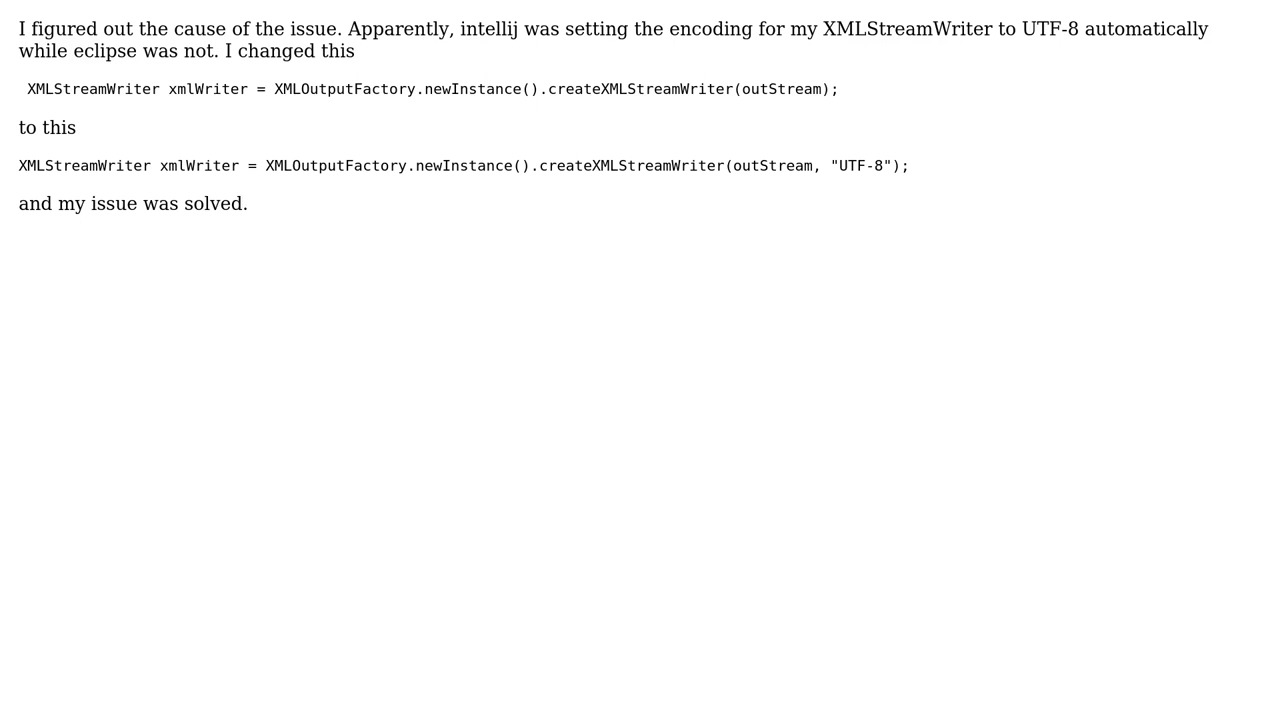 I figured out the cause of the issue. Apparently, intellij was setting the encoding for my XMLStreamWriter to UTF-8 automatically
while eclipse was not. I changed this
XMLStreamWriter xmlWriter = XMLOutputFactory.newInstance().createXMLStreamWriter(outStream);
to this
XMLStreamWriter xmlWriter = XMLOutputFactory.newInstance().createXMLStreamWriter(outStream, "UTF-8");
and my issue was solved.